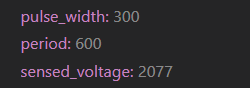 pulse_width: 300
period: 600
sensed_voltage: 2077